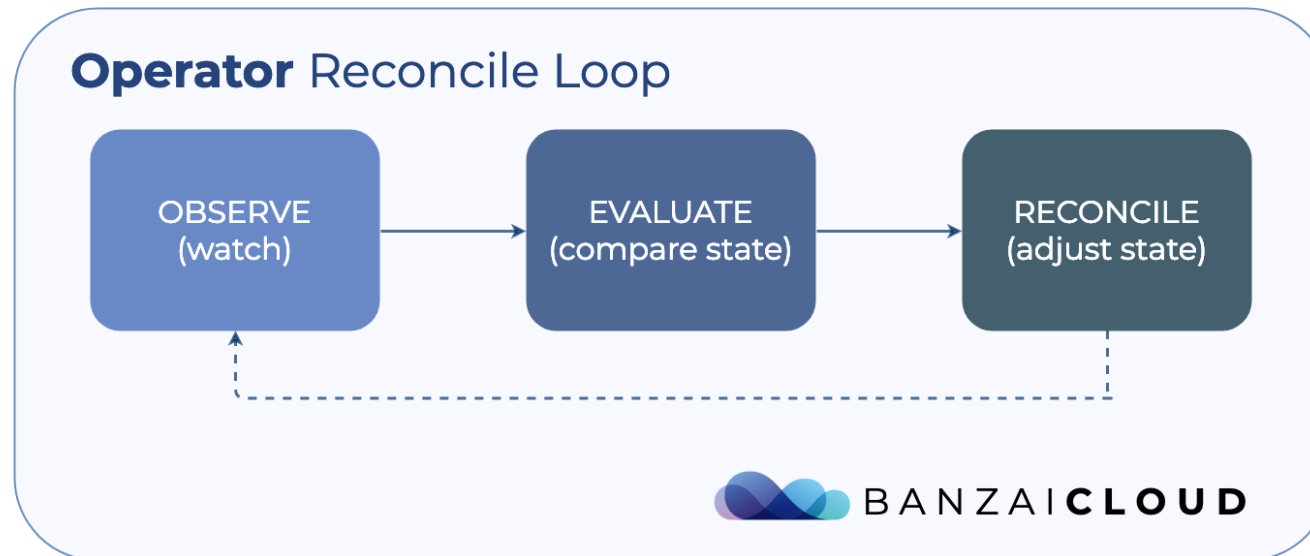 Operator Reconcile Loop
OBSERVE
(watch)
EVALUATE
(compare state)
RECONCILE
(adjust state)
BANZAICLOUD